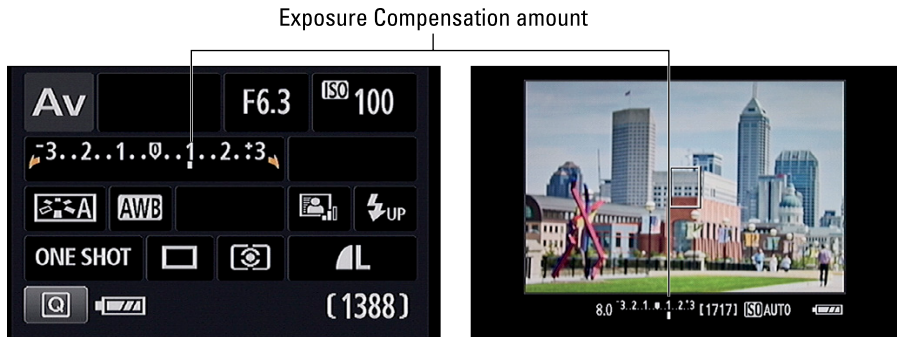 Exposure Compensation amount
Av F6.3 ISO 100
-3..2..1..0..1..2.:+3
A AWB UP
ONE SHOT L
Q (1388)
8.0 -3..2..1..0..1..2.:+3 [1717] ISO AUTO